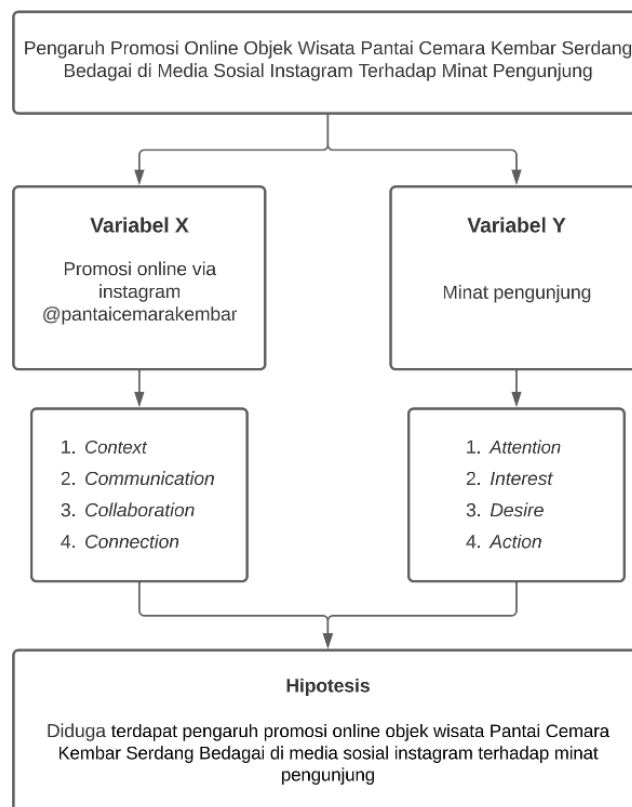 Pengaruh Promosi Online Objek Wisata Pantai Cemara Kembar Serdang
Bedagai di Media Sosial Instagram Terhadap Minat Pengunjung
Variabel X
Promosi online via
instagram
@pantaicemarakembar
Variabel Y
Minat pengunjung
1. Context
2. Communication
3. Collaboration
4. Connection
1. Attention
2. Interest
3. Desire
4. Action
Hipotesis
Diduga terdapat pengaruh promosi online objek wisata Pantai Cemara
Kembar Serdang Bedagai di media sosial instagram terhadap minat
pengunjung